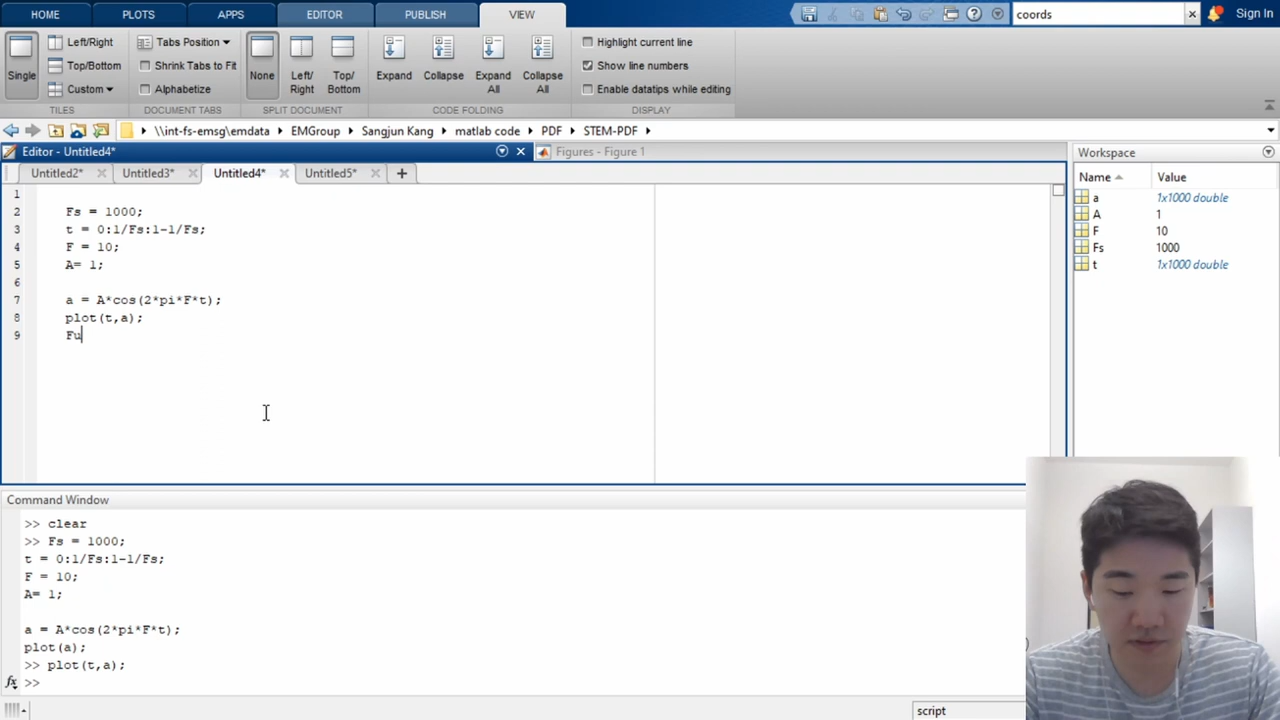 HOME PLOTS APPS EDITOR PUBLISH VIEW coords Sign In
Single Left/Right Top/Bottom Custom
TILES
Tabs Position Shrink Tabs to Fit Alphabetize
DOCUMENT TABS
None Left/Right Top/Bottom
SPLIT DOCUMENT
Expand Collapse Expand All Collapse All
CODE FOLDING
Highlight current line
Show line numbers
Enable datatips while editing
DISPLAY
\\int-fs-emsg\emdata EMGroup Sangjun Kang matlab code PDF STEM-PDF
Editor - Untitled4* Figures - Figure 1
Untitled2* Untitled3* Untitled4* Untitled5*
1
2 Fs = 1000;
3 t = 0:1/Fs:1-1/Fs;
4 F = 10;
5 A= 1;
6
7 a = A*cos(2*pi*F*t);
8 plot(t,a);
9 Fu
Workspace
Name Value
a 1x1000 double
A 1
F 10
Fs 1000
t 1x1000 double
Command Window
>> clear
>> Fs = 1000;
t = 0:1/Fs:1-1/Fs;
F = 10;
A= 1;
a = A*cos(2*pi*F*t);
plot(a);
>> plot(t,a);
fx >>
script